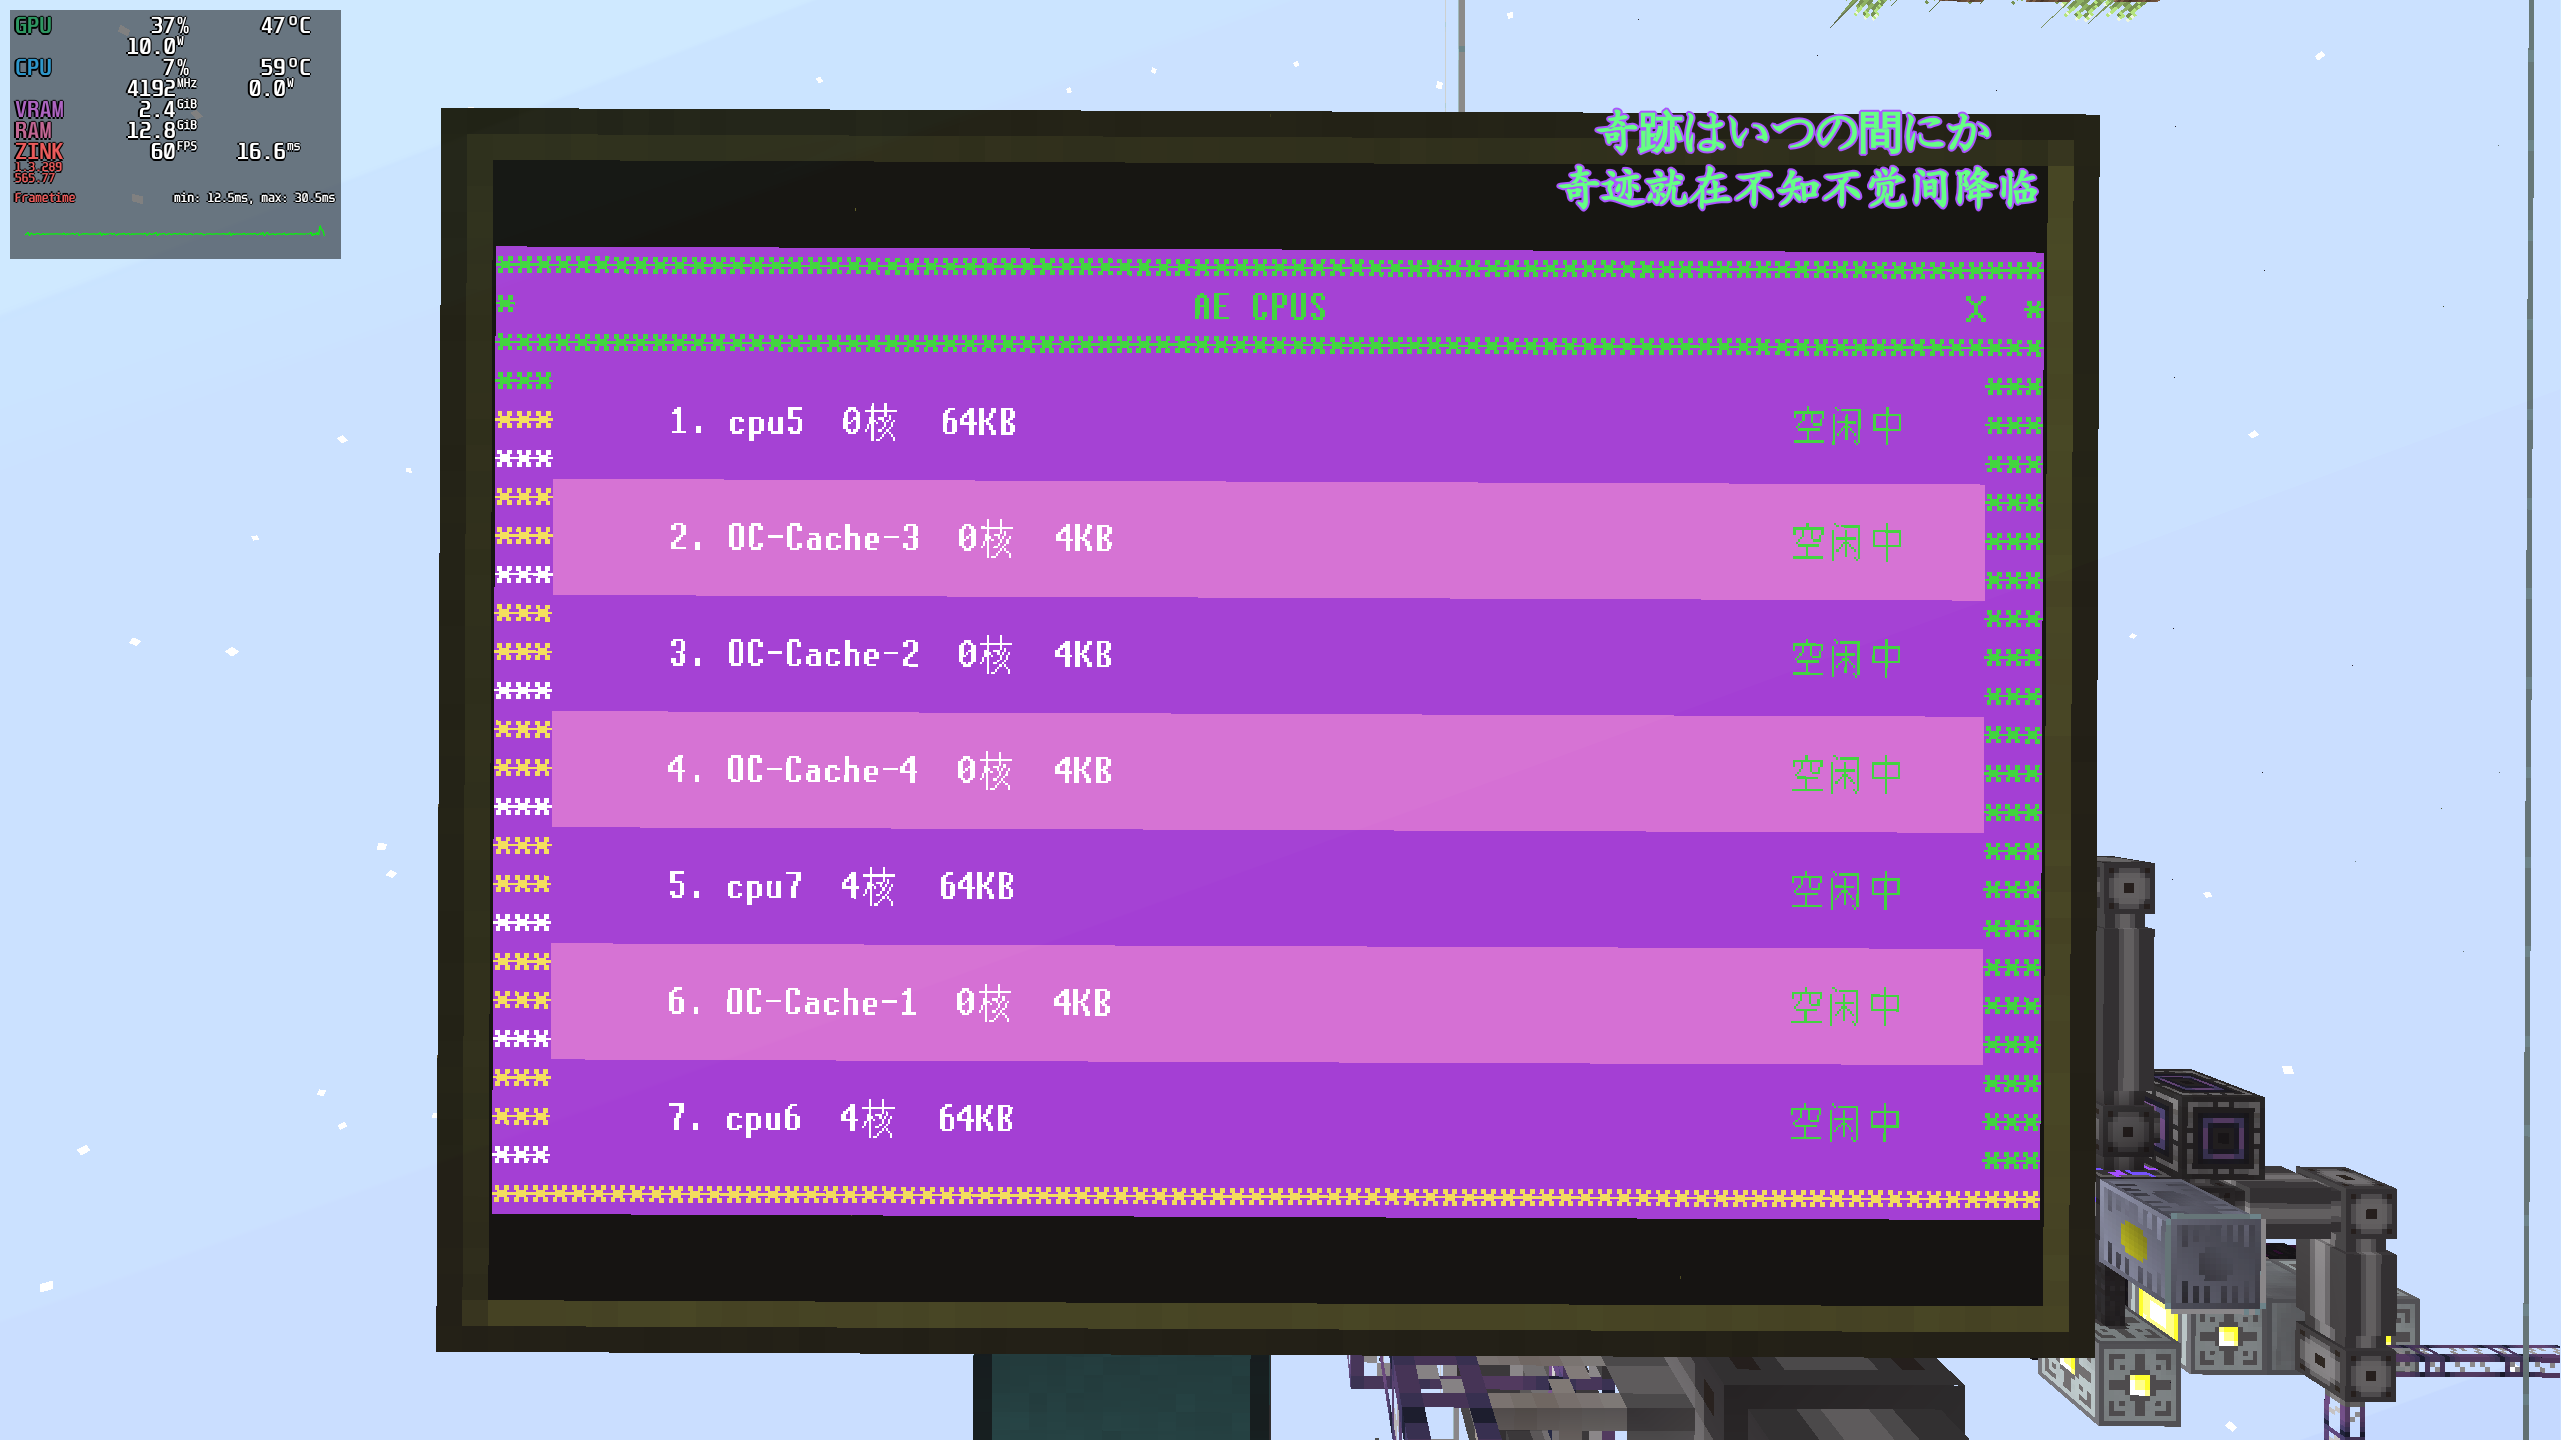 GPU 37% 47°C
10.0W
CPU 7% 59°C
4192MHz 0.0W
VRAM 2.4GiB
RAM 12.8GiB
ZINK 60FPS 16.6ms
1.3.289
565.77
Frametime min: 12.5ms, max: 30.5ms
奇跡はいつの間にか
奇迹就在不知不觉间降临
********************************************************************************
* AE CPUS X *
********************************************************************************
1. cpu5 0核 64KB 空闲中
2. OC-Cache-3 0核 4KB 空闲中
3. OC-Cache-2 0核 4KB 空闲中
4. OC-Cache-4 0核 4KB 空闲中
5. cpu7 4核 64KB 空闲中
6. OC-Cache-1 0核 4KB 空闲中
7. cpu6 4核 64KB 空闲中
********************************************************************************